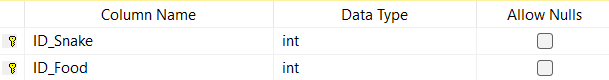 Column Name Data Type Allow Nulls
ID_Snake int
ID_Food int